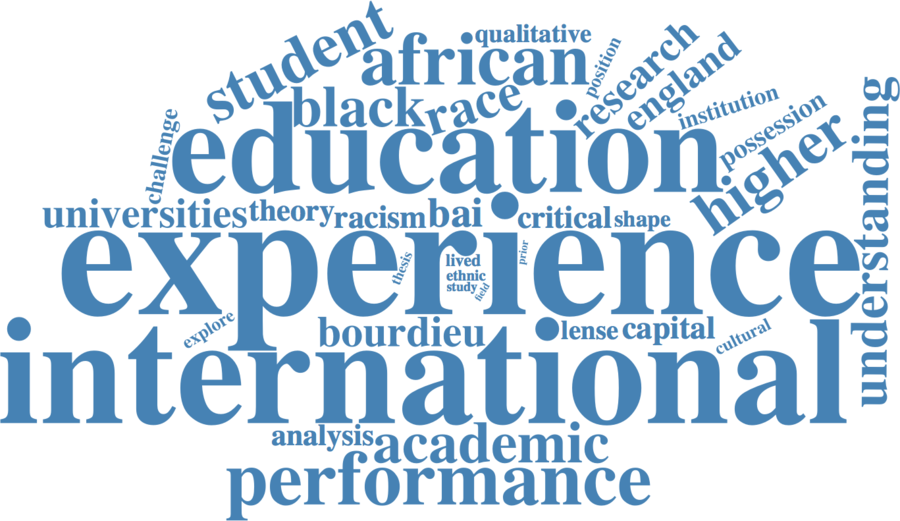 qualitative
student
african
position
research
england
black
race
institution
challenge
education
possession
higher
understanding
universities
theory
racism
bai
critical
shape
experience
thesis
lived
ethnic
study
field
prior
explore
bourdieu
lense
capital
cultural
international
analysis
academic
performance